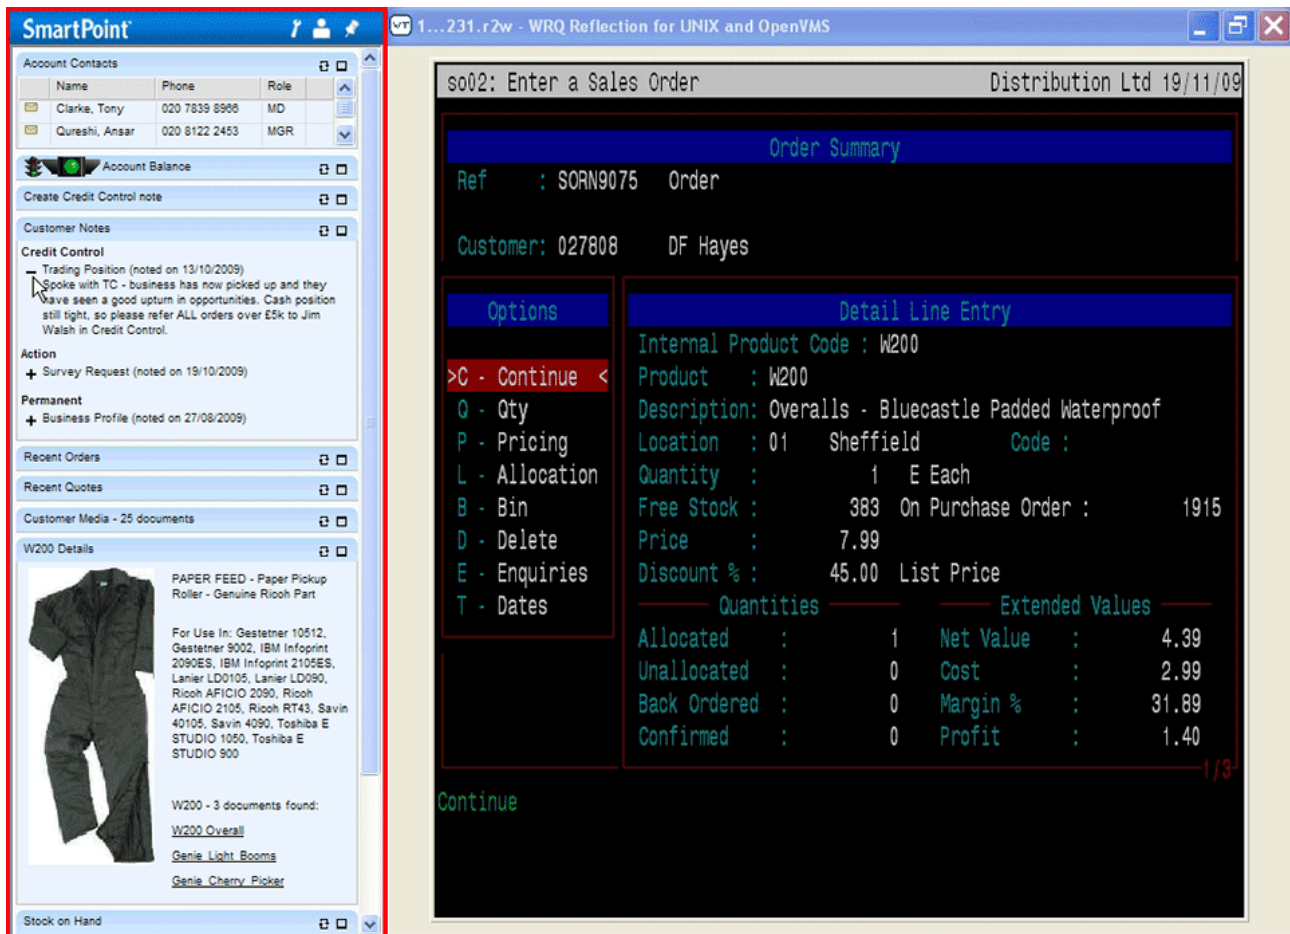 SmartPoint
Account Contacts
Name Phone Role
Clarke, Tony 020 7839 8966 MD
Qureshi, Ansar 020 8122 2453 MGR
Account Balance
Create Credit Control note
Customer Notes
Credit Control
Trading Position (noted on 13/10/2009)
Spoke with TC - business has now picked up and they
have seen a good upturn in opportunities. Cash position
still tight, so please refer ALL orders over £5k to Jim
Walsh in Credit Control.
Action
Survey Request (noted on 19/10/2009)
Permanent
Business Profile (noted on 27/08/2009)
Recent Orders
Recent Quotes
Customer Media - 25 documents
W200 Details
PAPER FEED - Paper Pickup
Roller - Genuine Ricoh Part
For Use In: Gestetner 10512,
Gestetner 9002, IBM Infoprint
2090ES, IBM Infoprint 2105ES,
Lanier LD0105, Lanier LD090,
Ricoh AFICIO 2090, Ricoh
AFICIO 2105, Ricoh RT43, Savin
40105, Savin 4090, Toshiba E
STUDIO 1050, Toshiba E
STUDIO 900
W200 - 3 documents found:
W200 Overall
Genie Light Booms
Genie Cherry Picker
Stock on Hand
VT 1...231.r2w - WRQ Reflection for UNIX and OpenVMS
so02: Enter a Sales Order Distribution Ltd 19/11/09
Order Summary
Ref : SORN9075 Order
Customer: 027808 DF Hayes
Options
>C - Continue <
Q - Qty
P - Pricing
L - Allocation
B - Bin
D - Delete
E - Enquiries
T - Dates
Detail Line Entry
Internal Product Code : W200
Product : W200
Description: Overalls - Bluecastle Padded Waterproof
Location : 01 Sheffield Code :
Quantity : 1 E Each
Free Stock : 383 On Purchase Order : 1915
Price : 7.99
Discount % : 45.00 List Price
Quantities Extended Values
Allocated : 1 Net Value : 4.39
Unallocated : 0 Cost : 2.99
Back Ordered : 0 Margin % : 31.89
Confirmed : 0 Profit : 1.40
1/3
Continue